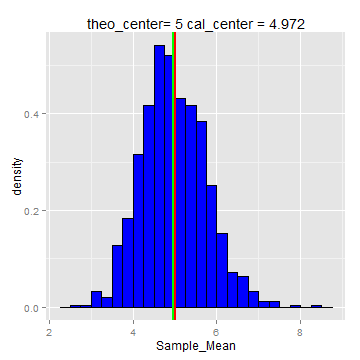 theo_center= 5 cal_center = 4.972
0.4
0.2
0.0
density
2 4 6 8
Sample_Mean